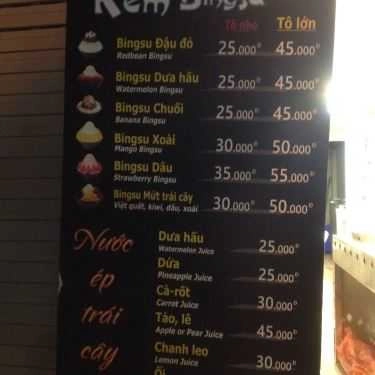 Kem Bingsu
Tô nhỏ Tô lớn
Bingsu Đậu đỏ 25.000đ 45.000đ
Redbean Bingsu
Bingsu Dưa hấu 25.000đ 45.000đ
Watermelon Bingsu
Bingsu Chuối 25.000đ 45.000đ
Banana Bingsu
Bingsu Xoài 30.000đ 50.000đ
Mango Bingsu
Bingsu Dâu 35.000đ 55.000đ
Strawberry Bingsu
Bingsu Mứt trái cây 30.000đ 50.000đ
Việt quất, kiwi, dâu, xoài
Nước ép trái cây
Dưa hấu 25.000đ
Watermelon Juice
Dứa 25.000đ
Pineapple Juice
Cà-rốt 30.000đ
Carrot Juice
Táo, lê 45.000đ
Apple or Pear Juice
Chanh leo 30.000đ
Lemon Juice
Ổi